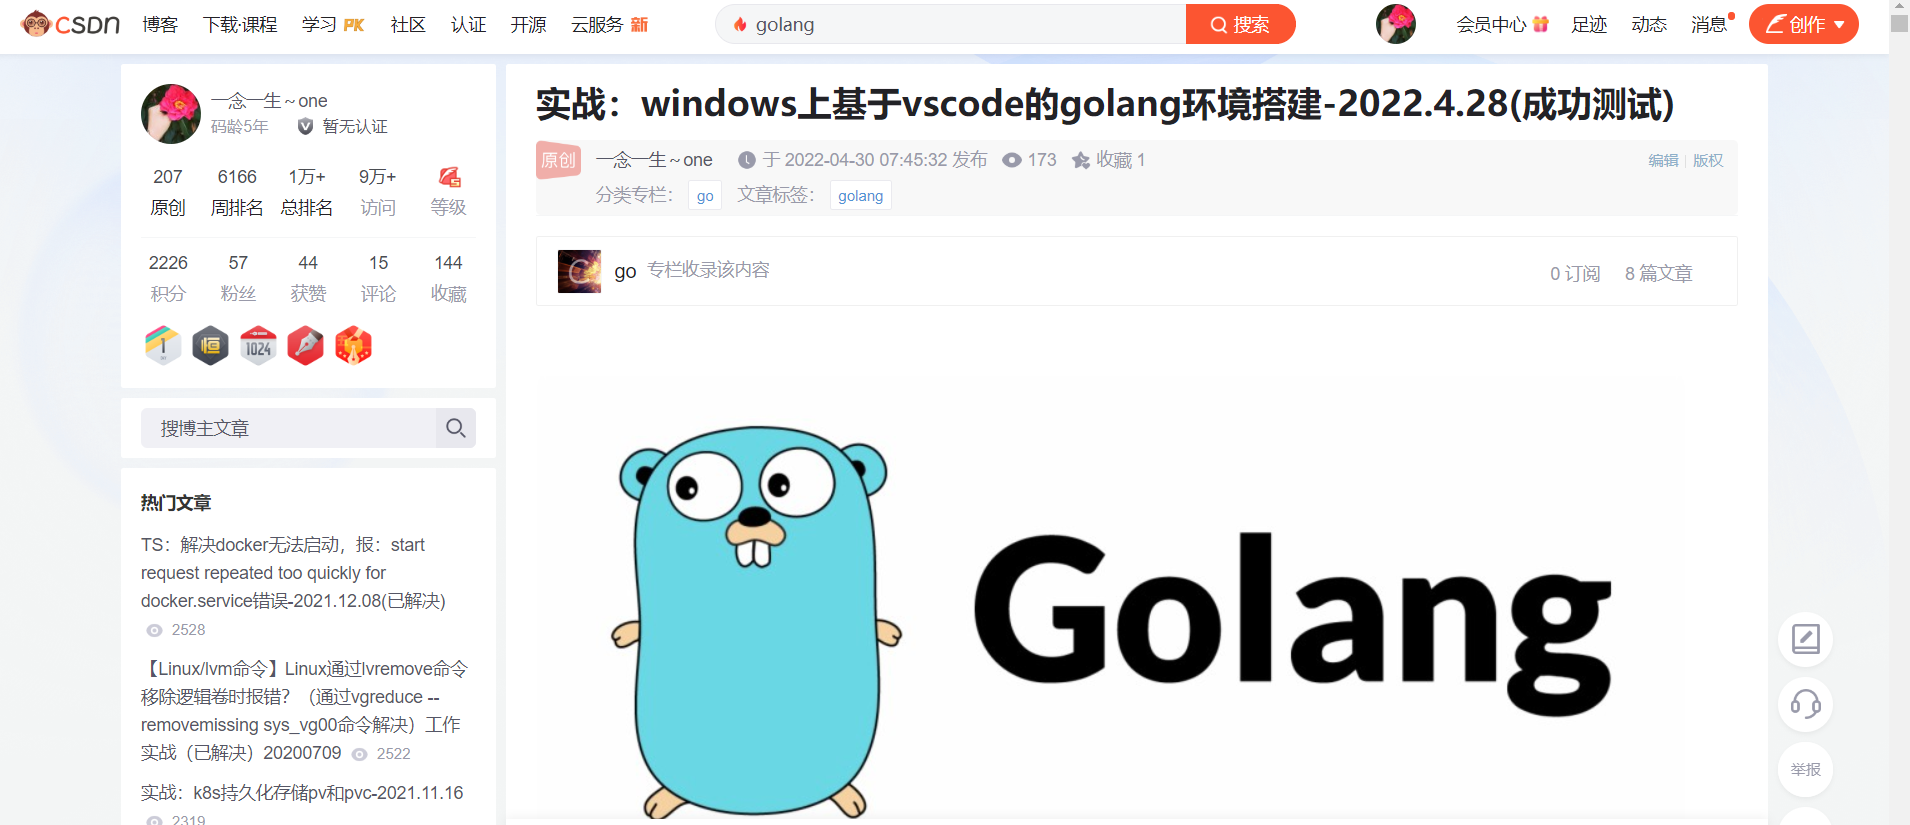 CSDN 博客 下载·课程 学习 PK 社区 认证 开源 云服务 新 golang 搜索 会员中心 足迹 动态 消息 创作
一念一生～one
码龄5年 暂无认证
207 6166 1万+ 9万+
原创 周排名 总排名 访问 等级
2226 57 44 15 144
积分 粉丝 获赞 评论 收藏
恒 1024
搜博主文章
热门文章
TS：解决docker无法启动，报：start
request repeated too quickly for
docker.service错误-2021.12.08(已解决)
2528
【Linux/lvm命令】Linux通过lvremove命令
移除逻辑卷时报错？（通过vgreduce --
removemissing sys_vg00命令解决）工作
实战（已解决）20200709 2522
实战：k8s持久化存储pv和pvc-2021.11.16
2319
实战：windows上基于vscode的golang环境搭建-2022.4.28(成功测试)
原创 一念一生～one 于 2022-04-30 07:45:32 发布 173 收藏 1 编辑 版权
分类专栏： go 文章标签： golang
go 专栏收录该内容 0 订阅 8 篇文章
Golang
举报